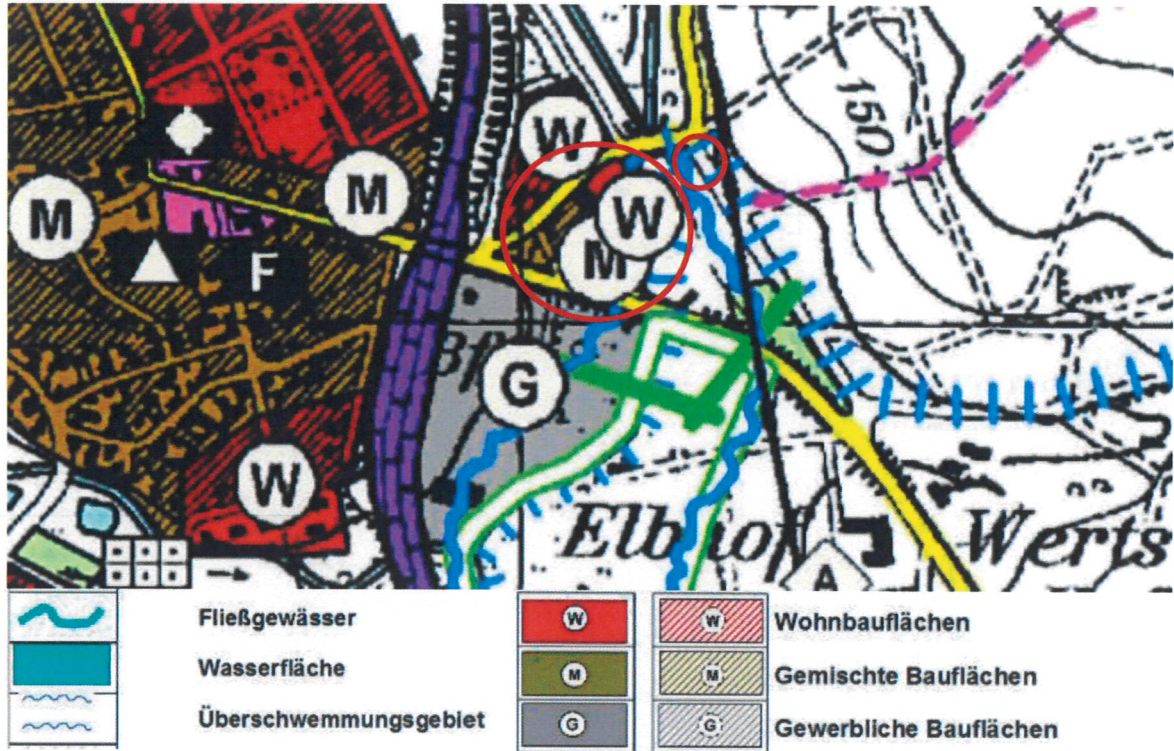 W
150
M
M
W
M
F
G
W
Elbhof
Werts
A
Fließgewässer
Wasserfläche
Überschwemmungsgebiet
W
W
Wohnbauflächen
M
M
Gemischte Bauflächen
G
G
Gewerbliche Bauflächen